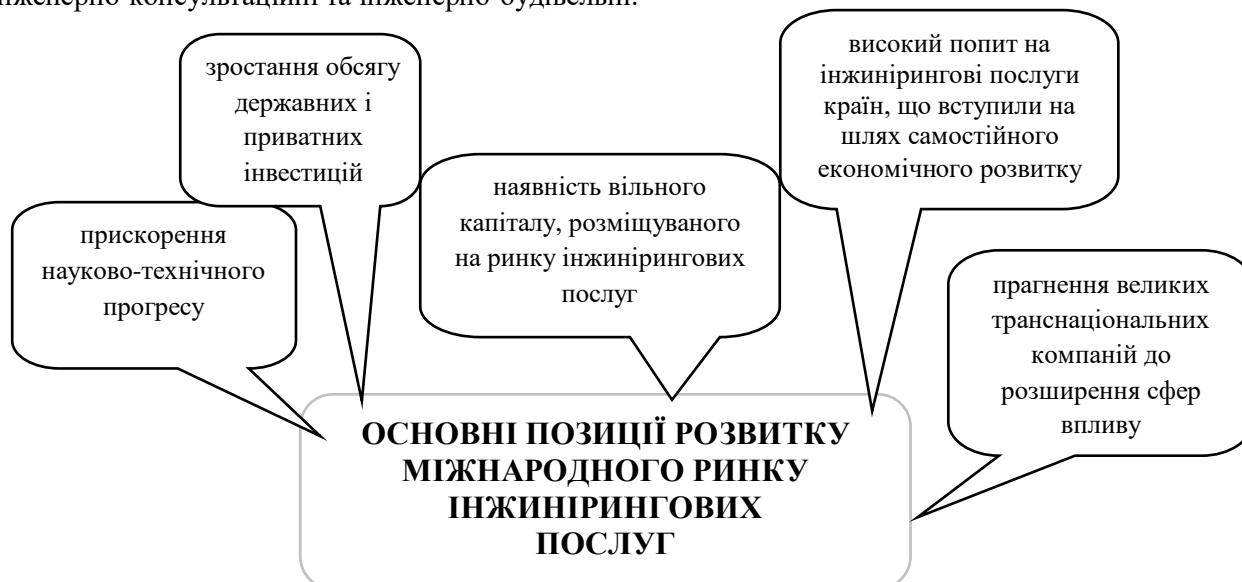 інженерно-консультаційні та інженерно-будівельні.
зростання обсягу
державних і
приватних
інвестицій
високий попит на
інжинірингові послуги
країн, що вступили на
шлях самостійного
економічного розвитку
наявність вільного
капіталу, розміщуваного
на ринку інжинірингових
послуг
прискорення
науково-технічного
прогресу
прагнення великих
транснаціональних
компаній до
розширення сфер
впливу
ОСНОВНІ ПОЗИЦІЇ РОЗВИТКУ
МІЖНАРОДНОГО РИНКУ
ІНЖИНІРИНГОВИХ
ПОСЛУГ